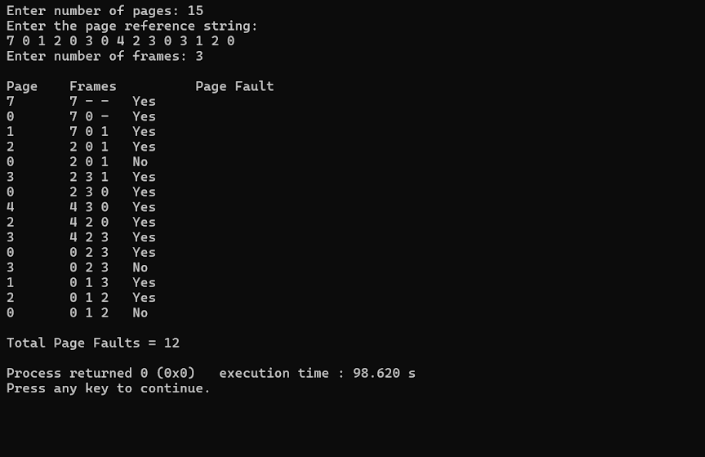 Enter number of pages: 15
Enter the page reference string:
7 0 1 2 0 3 0 4 2 3 0 3 1 2 0
Enter number of frames: 3
Page    Frames          Page Fault
7       7 - -   Yes
0       7 0 -   Yes
1       7 0 1   Yes
2       2 0 1   Yes
0       2 0 1   No
3       2 3 1   Yes
0       2 3 0   Yes
4       4 3 0   Yes
2       4 2 0   Yes
3       4 2 3   Yes
0       0 2 3   Yes
3       0 2 3   No
1       0 1 3   Yes
2       0 1 2   Yes
0       0 1 2   No
Total Page Faults = 12
Process returned 0 (0x0)   execution time : 98.620 s
Press any key to continue.